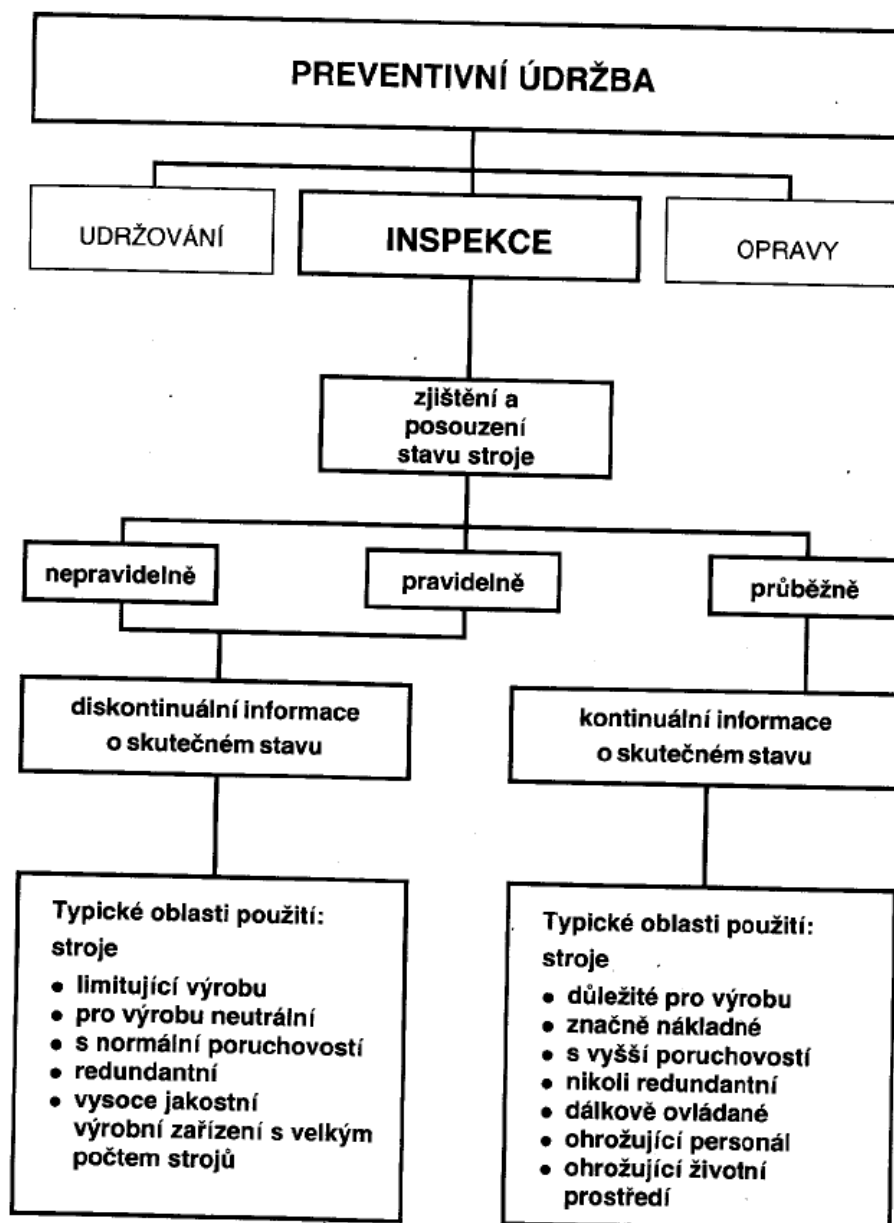 PREVENTIVNÍ ÚDRŽBA
UDRŽOVÁNÍ
INSPEKCE
OPRAVY
zjištění a
posouzení
stavu stroje
nepravidelně
pravidelně
průběžně
diskontinuální informace
o skutečném stavu
kontinuální informace
o skutečném stavu
Typické oblasti použití:
stroje
• limitující výrobu
• pro výrobu neutrální
• s normální poruchovostí
• redundantní
• vysoce jakostní
výrobní zařízení s velkým
počtem strojů
Typické oblasti použití:
stroje
• důležité pro výrobu
• značně nákladné
• s vyšší poruchovostí
• nikoli redundantní
• dálkově ovládané
• ohrožující personál
• ohrožující životní
prostředí